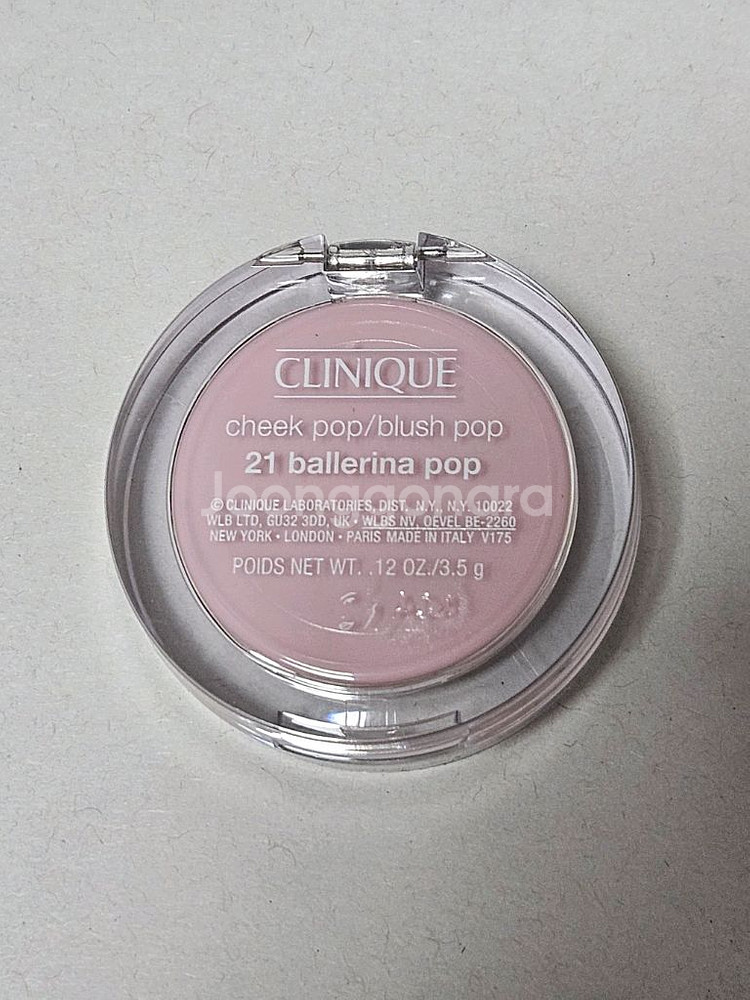 CLINIQUE
cheek pop/blush pop
21 ballerina pop
Joonggonara
© CLINIQUE LABORATORIES, DIST. N.Y., N.Y. 10022
WLB LTD, GU32 3DD, UK • WLBS NV, OEVEL BE-2260
NEW YORK • LONDON • PARIS MADE IN ITALY V175
POIDS NET WT. .12 OZ./3.5 g